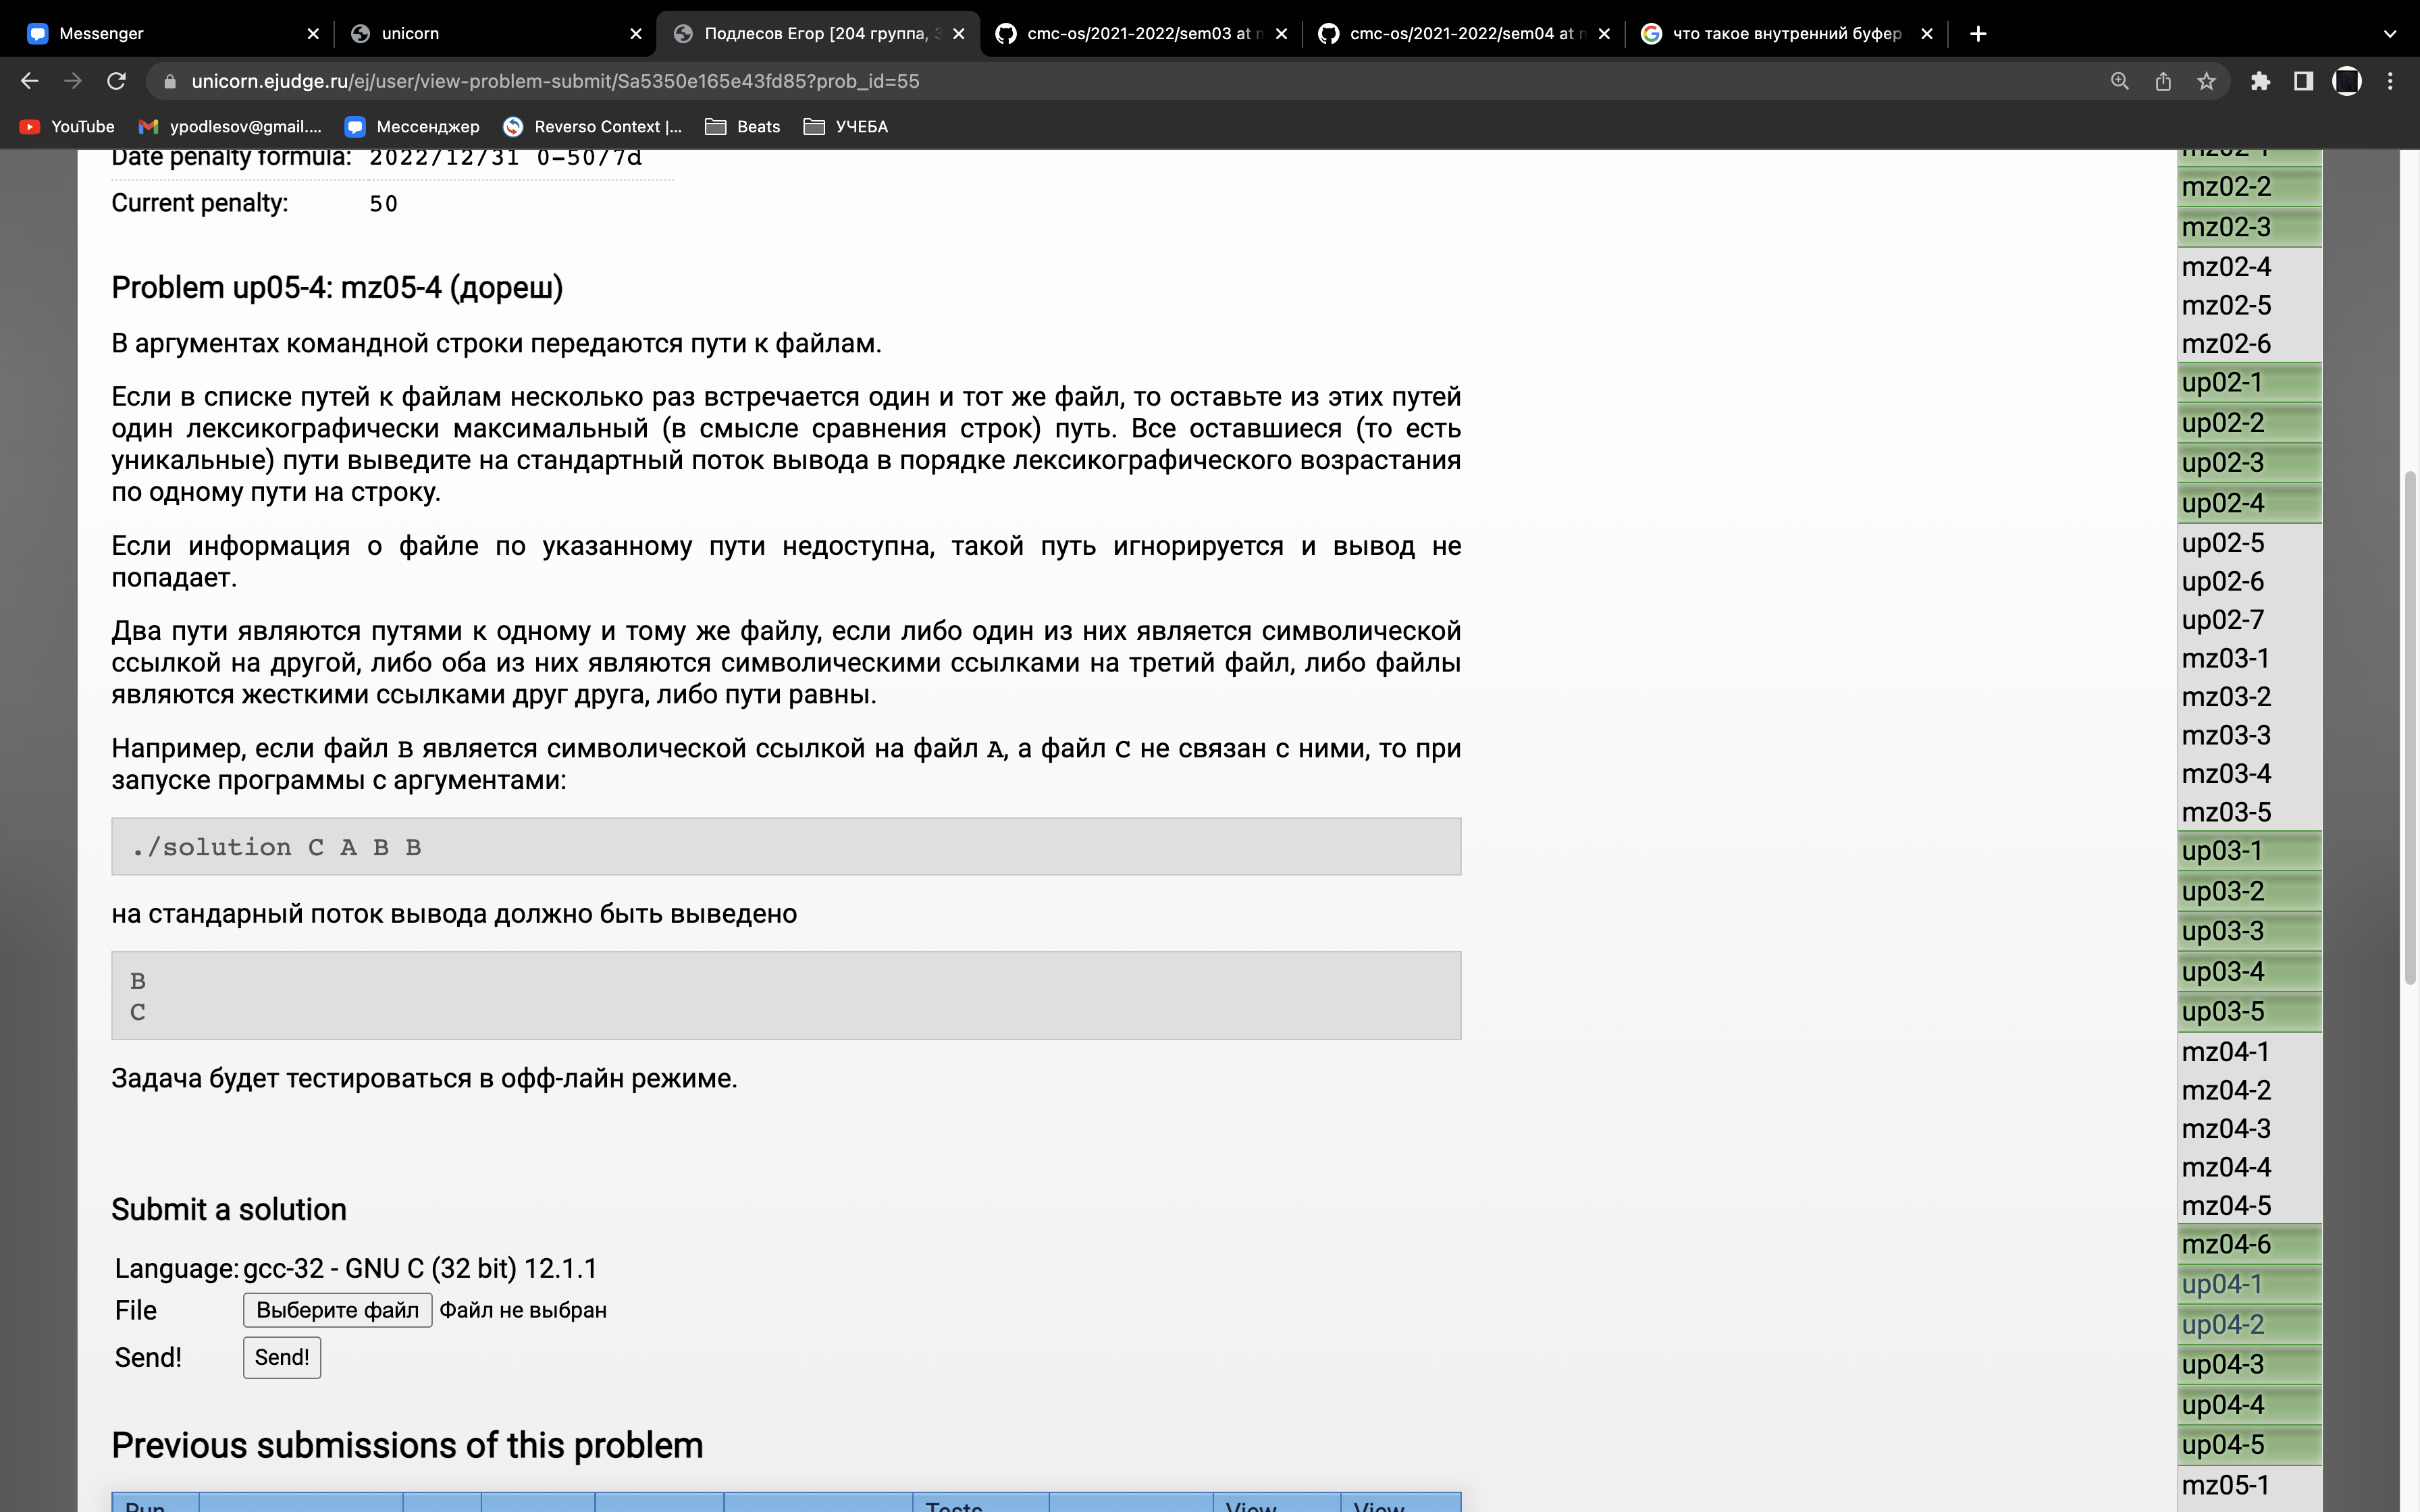 Messenger
unicorn
Подлесов Егор [204 группа, 3
cmc-os/2021-2022/sem03 at m
cmc-os/2021-2022/sem04 at m
что такое внутренний буфер
unicorn.ejudge.ru/ej/user/view-problem-submit/Sa5350e165e43fd85?prob_id=55
YouTube
ypodlesov@gmail....
Мессенджер
Reverso Context |...
Beats
УЧЕБА
Date penalty formula: 2022/12/31 0-50/7d
Current penalty: 50
Problem up05-4: mz05-4 (дореш)
В аргументах командной строки передаются пути к файлам.
Если в списке путей к файлам несколько раз встречается один и тот же файл, то оставьте из этих путей
один лексикографически максимальный (в смысле сравнения строк) путь. Все оставшиеся (то есть
уникальные) пути выведите на стандартный поток вывода в порядке лексикографического возрастания
по одному пути на строку.
Если информация о файле по указанному пути недоступна, такой путь игнорируется и вывод не
попадает.
Два пути являются путями к одному и тому же файлу, если либо один из них является символической
ссылкой на другой, либо оба из них являются символическими ссылками на третий файл, либо файлы
являются жесткими ссылками друг друга, либо пути равны.
Например, если файл B является символической ссылкой на файл A, а файл C не связан с ними, то при
запуске программы с аргументами:
./solution C A B B
на стандарный поток вывода должно быть выведено
B
C
Задача будет тестироваться в офф-лайн режиме.
Submit a solution
Language: gcc-32 - GNU C (32 bit) 12.1.1
File Выберите файл Файл не выбран
Send! Send!
Previous submissions of this problem
Run Tests View View
mz02-1
mz02-2
mz02-3
mz02-4
mz02-5
mz02-6
up02-1
up02-2
up02-3
up02-4
up02-5
up02-6
up02-7
mz03-1
mz03-2
mz03-3
mz03-4
mz03-5
up03-1
up03-2
up03-3
up03-4
up03-5
mz04-1
mz04-2
mz04-3
mz04-4
mz04-5
mz04-6
up04-1
up04-2
up04-3
up04-4
up04-5
mz05-1